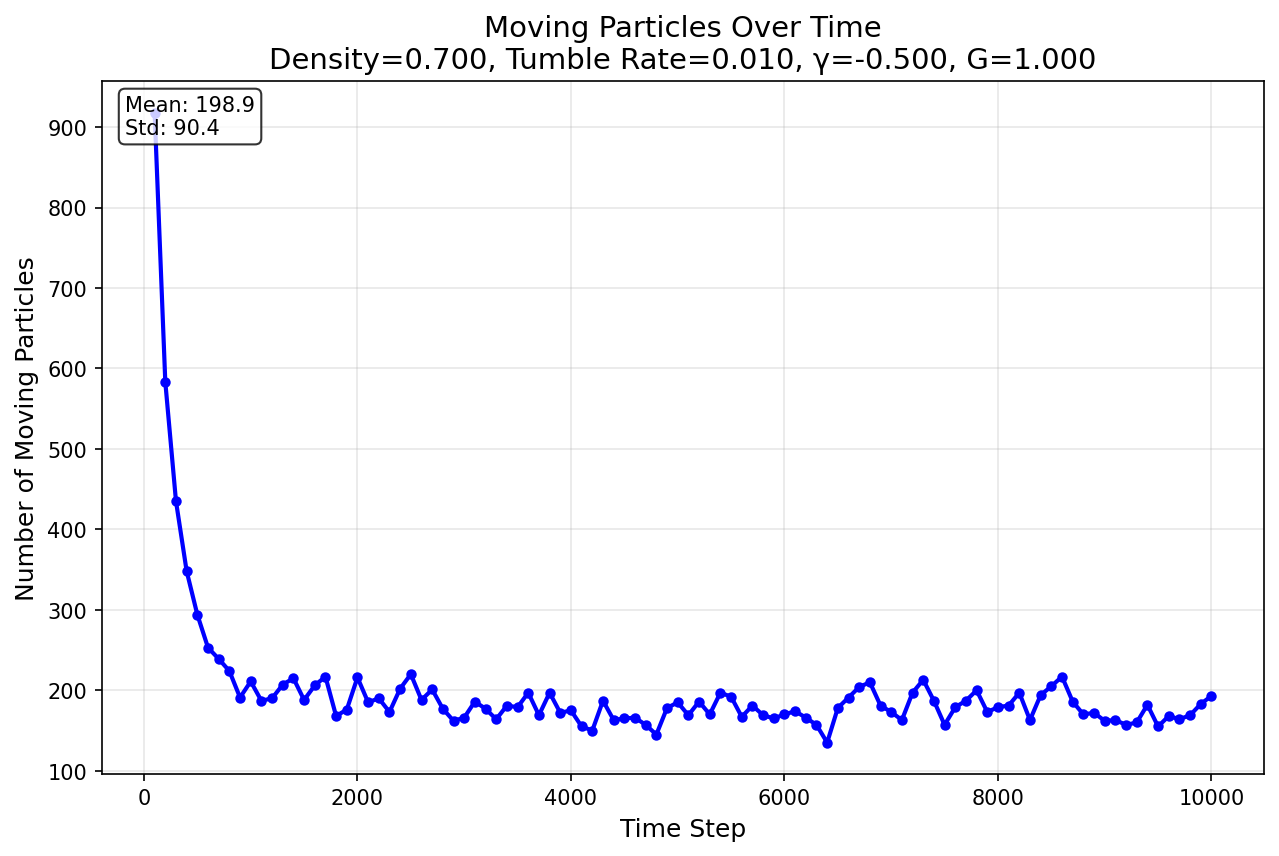 Moving Particles Over Time
Density=0.700, Tumble Rate=0.010, γ=-0.500, G=1.000
Mean: 198.9
Std: 90.4
Number of Moving Particles
900
800
700
600
500
400
300
200
100
0 2000 4000 6000 8000 10000
Time Step